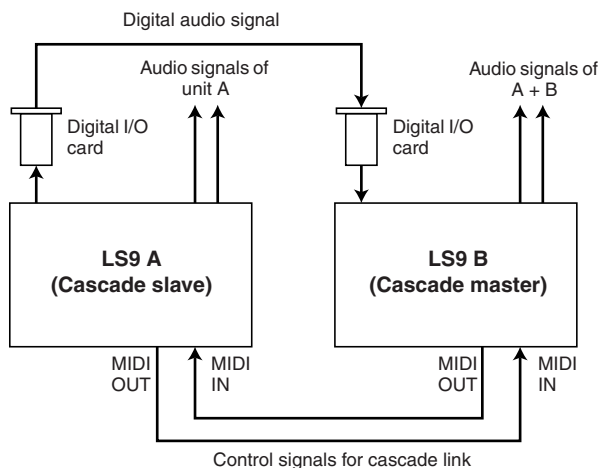 Digital audio signal
Audio signals of
unit A
Audio signals of
A + B
Digital I/O
card
Digital I/O
card
LS9 A
(Cascade slave)
LS9 B
(Cascade master)
MIDI
OUT
MIDI
IN
MIDI
OUT
MIDI
IN
Control signals for cascade link